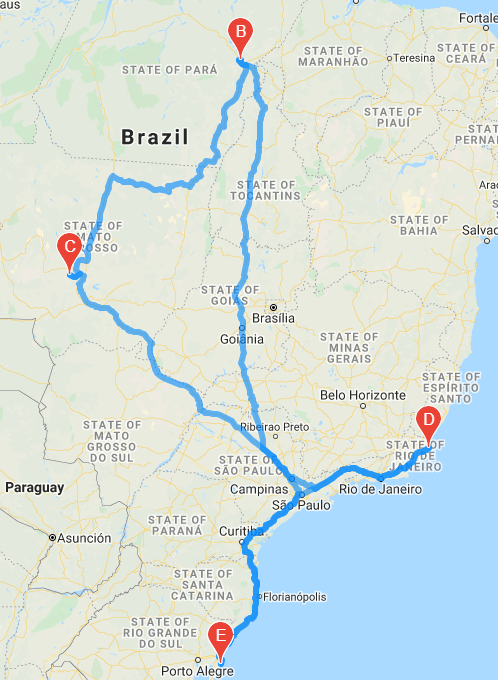 aus
B
Fortale
STATE OF
MARANHÃO
STATE OF
CEARÁ
Teresina
STATE OF PARÁ
STATE OF
PIAUÍ
Brazil
STATE
PERNAM
STATE OF
TOCANTINS
Arac
STATE OF
MATO
GROSSO
C
STATE OF
BAHIA
Salvac
STATE OF
GOIÁS
Brasília
Goiânia
STATE OF
MINAS
GERAIS
STATE OF
ESPÍRITO
SANTO
Belo Horizonte
D
STATE OF
MATO
GROSSO
DO SUL
Ribeirao Preto
STATE OF
RIO DE
JANEIRO
STATE OF
SÃO PAULO
Campinas
Rio de Janeiro
São Paulo
Paraguay
STATE OF
PARANÁ
Asunción
Curitiba
STATE OF
SANTA
CATARINA
Florianópolis
STATE OF
RIO GRANDE
DO SUL
E
Porto Alegre